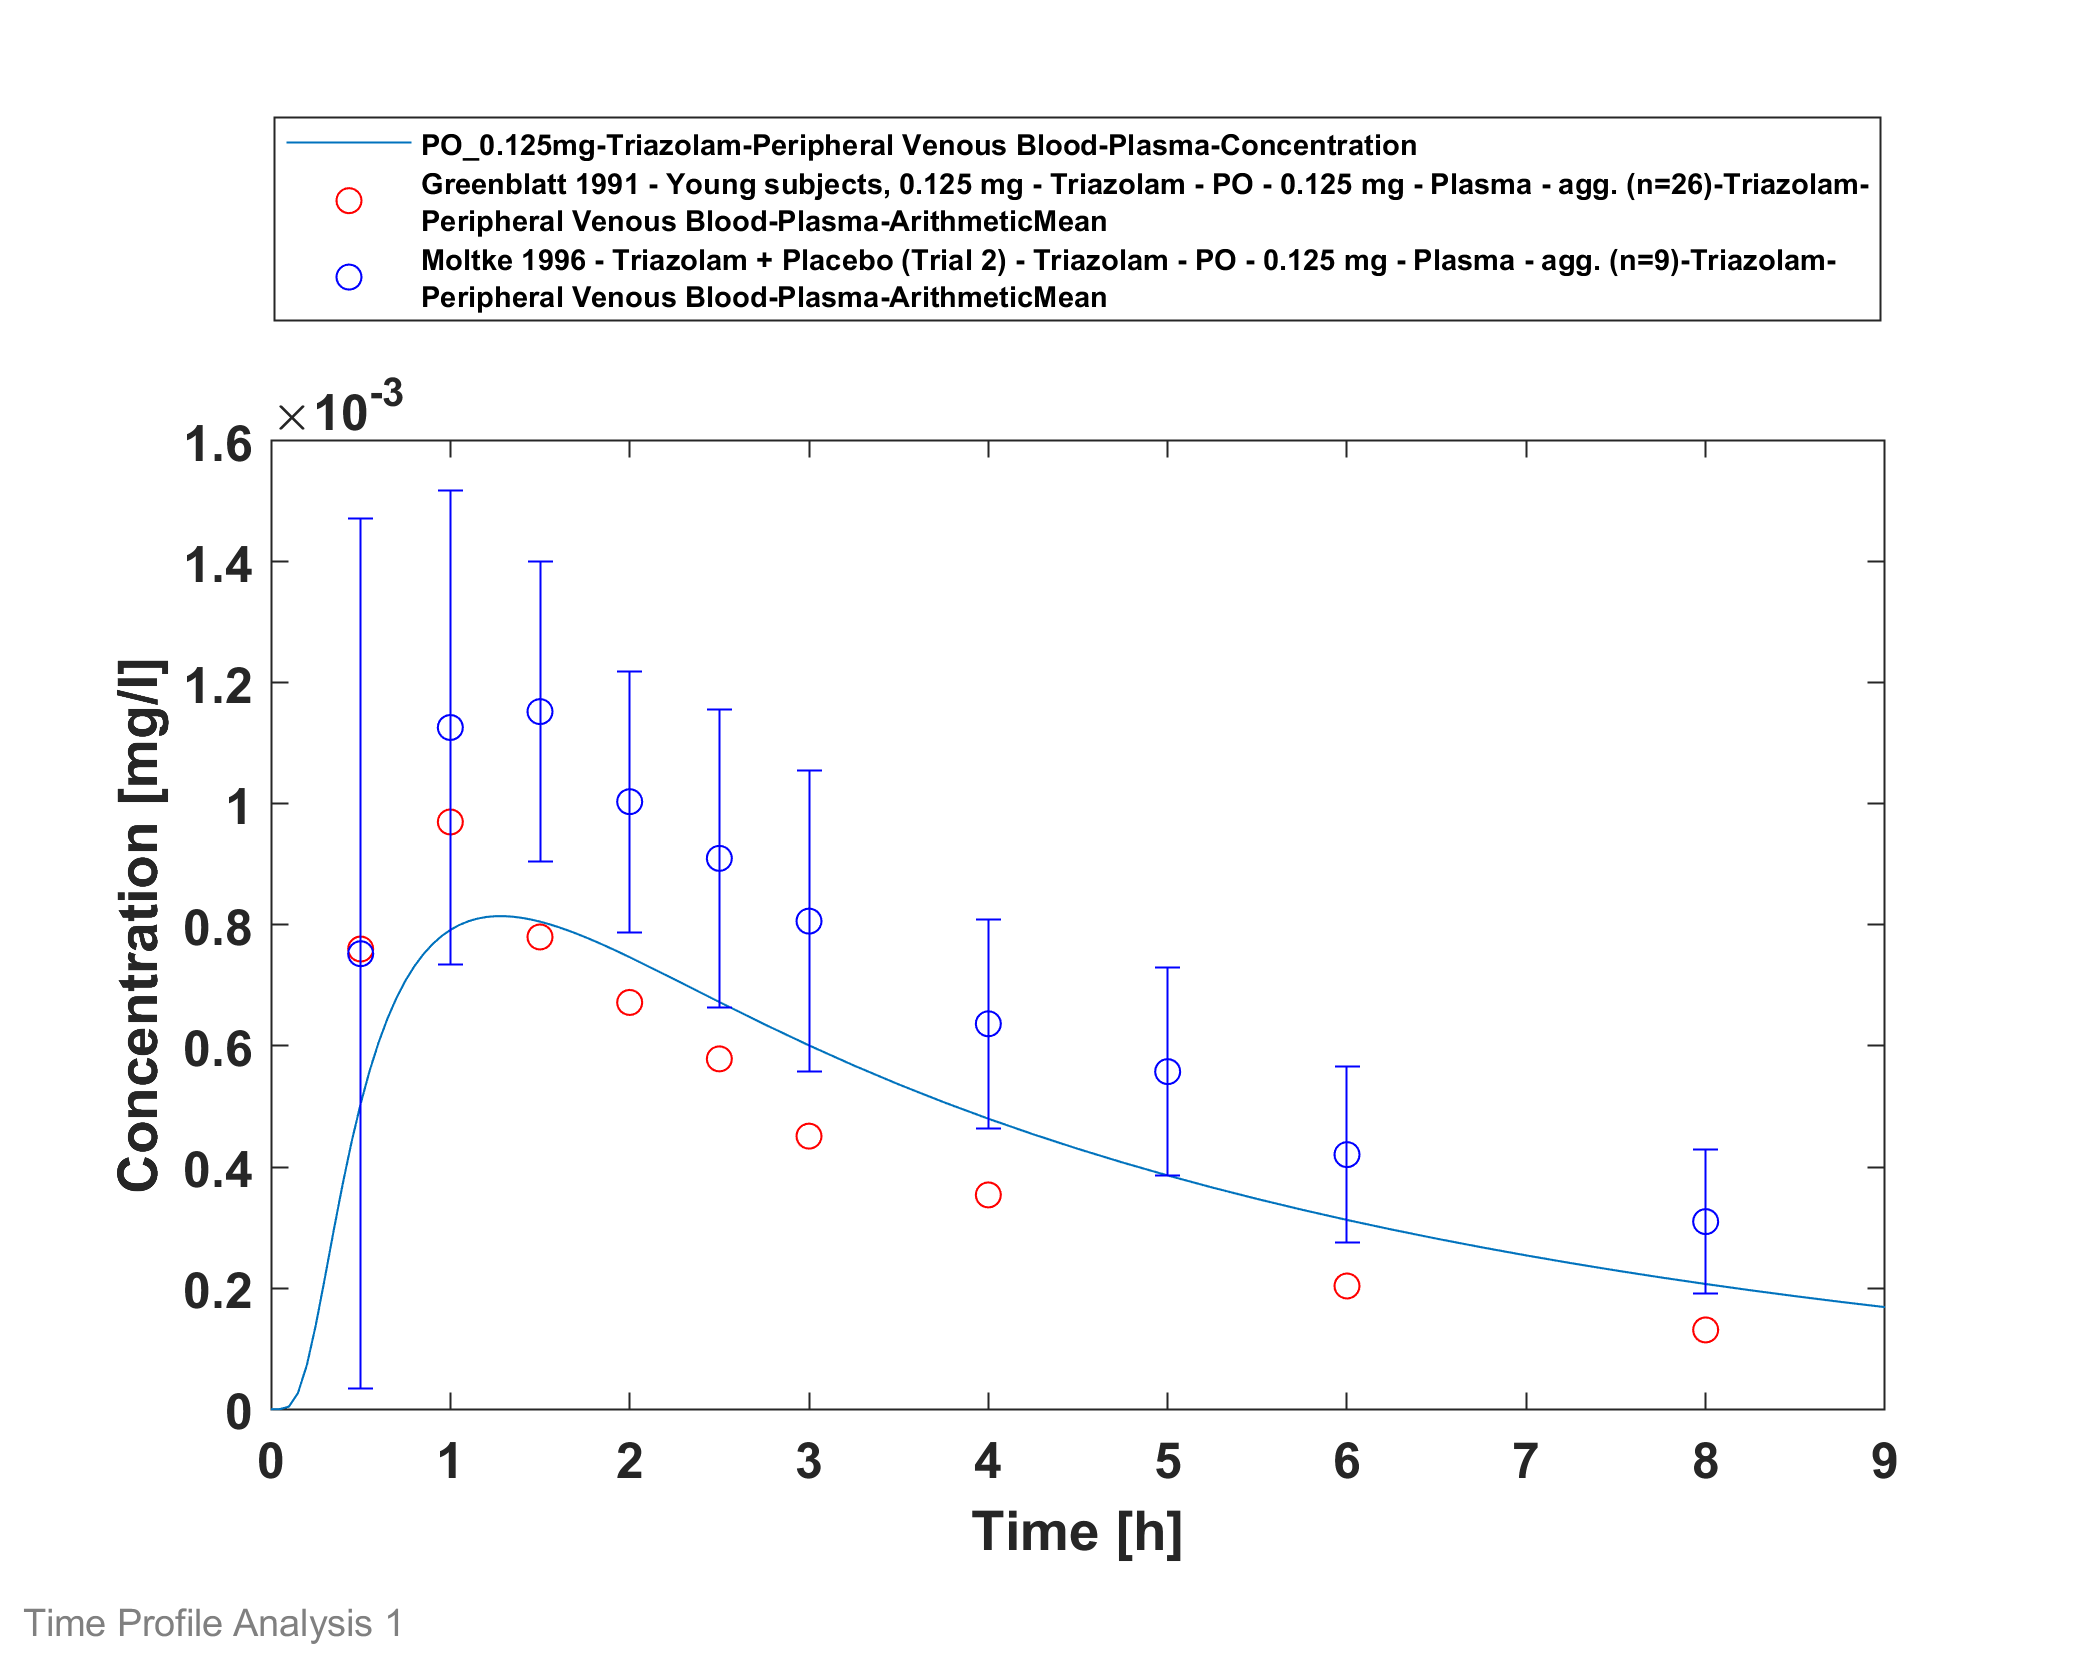 PO_0.125mg-Triazolam-Peripheral Venous Blood-Plasma-Concentration
Greenblatt 1991 - Young subjects, 0.125 mg - Triazolam - PO - 0.125 mg - Plasma - agg. (n=26)-Triazolam-
Peripheral Venous Blood-Plasma-ArithmeticMean
Moltke 1996 - Triazolam + Placebo (Trial 2) - Triazolam - PO - 0.125 mg - Plasma - agg. (n=9)-Triazolam-
Peripheral Venous Blood-Plasma-ArithmeticMean
×10⁻³
1.6
1.4
1.2
1
0.8
0.6
0.4
0.2
0
Concentration [mg/l]
0 1 2 3 4 5 6 7 8 9
Time [h]
Time Profile Analysis 1